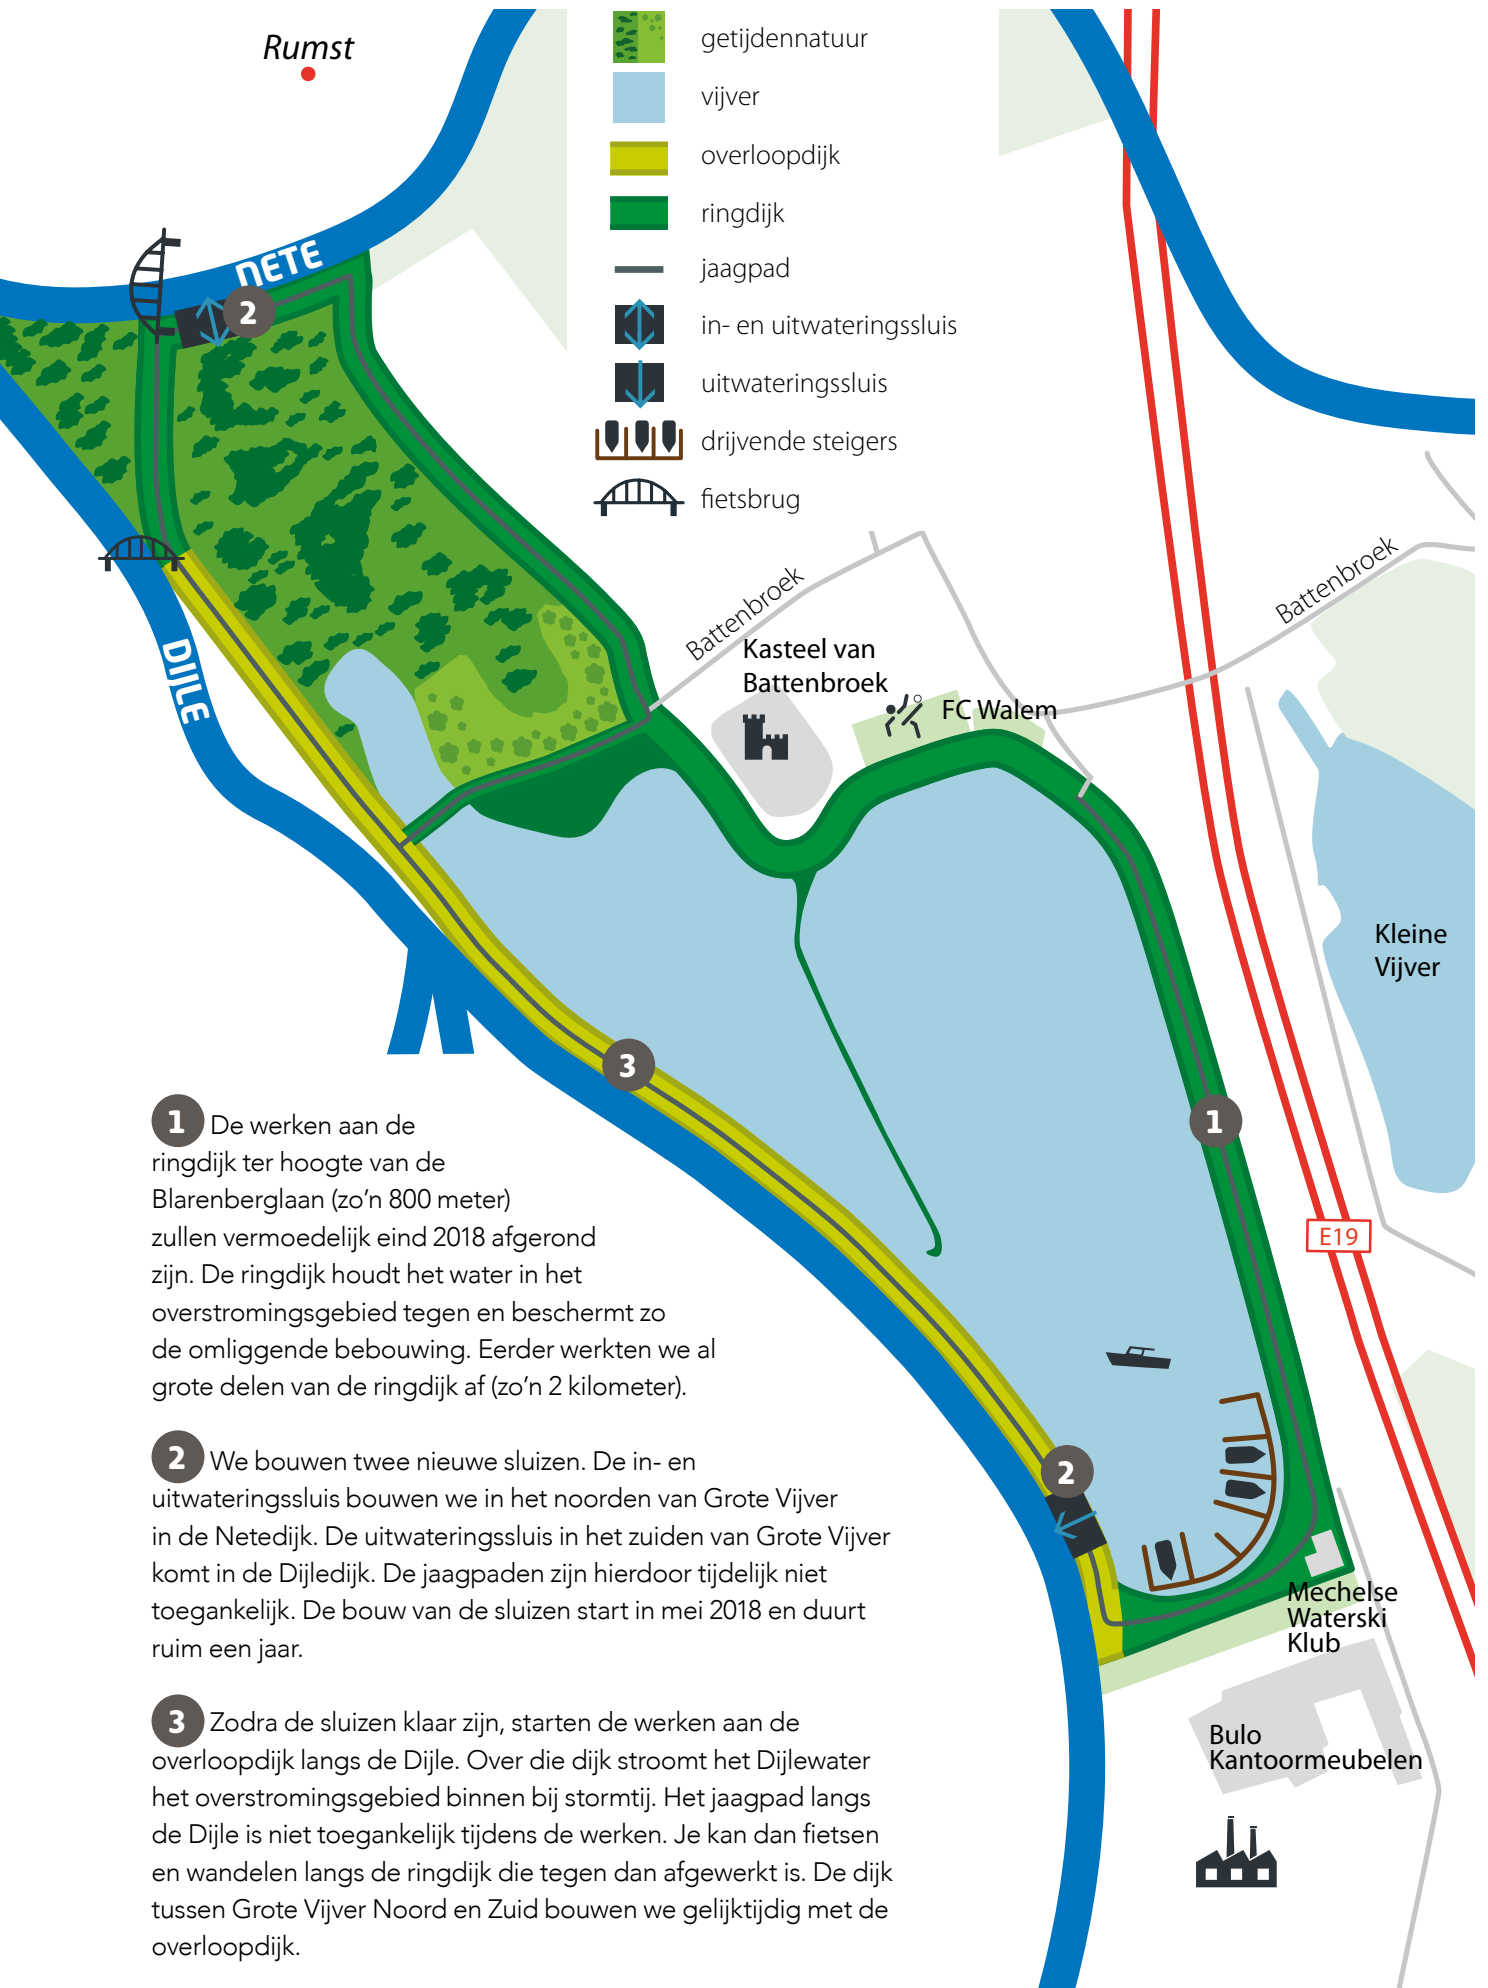 Rumst
getijdennatuur
vijver
overloopdijk
ringdijk
jaagpad
in- en uitwateringssluis
uitwateringssluis
drijvende steigers
fietsbrug
NETE
2
DIJLE
Battenbroek
Battenbroek
Kasteel van
Battenbroek
FC Walem
Kleine
Vijver
3
1
E19
2
Mechelse
Waterski
Klub
Bulo
Kantoormeubelen
1 De werken aan de
ringdijk ter hoogte van de
Blarenberglaan (zo’n 800 meter)
zullen vermoedelijk eind 2018 afgerond
zijn. De ringdijk houdt het water in het
overstromingsgebied tegen en beschermt zo
de omliggende bebouwing. Eerder werkten we al
grote delen van de ringdijk af (zo’n 2 kilometer).
2 We bouwen twee nieuwe sluizen. De in- en
uitwateringssluis bouwen we in het noorden van Grote Vijver
in de Netedijk. De uitwateringssluis in het zuiden van Grote Vijver
komt in de Dijledijk. De jaagpaden zijn hierdoor tijdelijk niet
toegankelijk. De bouw van de sluizen start in mei 2018 en duurt
ruim een jaar.
3 Zodra de sluizen klaar zijn, starten de werken aan de
overloopdijk langs de Dijle. Over die dijk stroomt het Dijlewater
het overstromingsgebied binnen bij stormtij. Het jaagpad langs
de Dijle is niet toegankelijk tijdens de werken. Je kan dan fietsen
en wandelen langs de ringdijk die tegen dan afgewerkt is. De dijk
tussen Grote Vijver Noord en Zuid bouwen we gelijktijdig met de
overloopdijk.